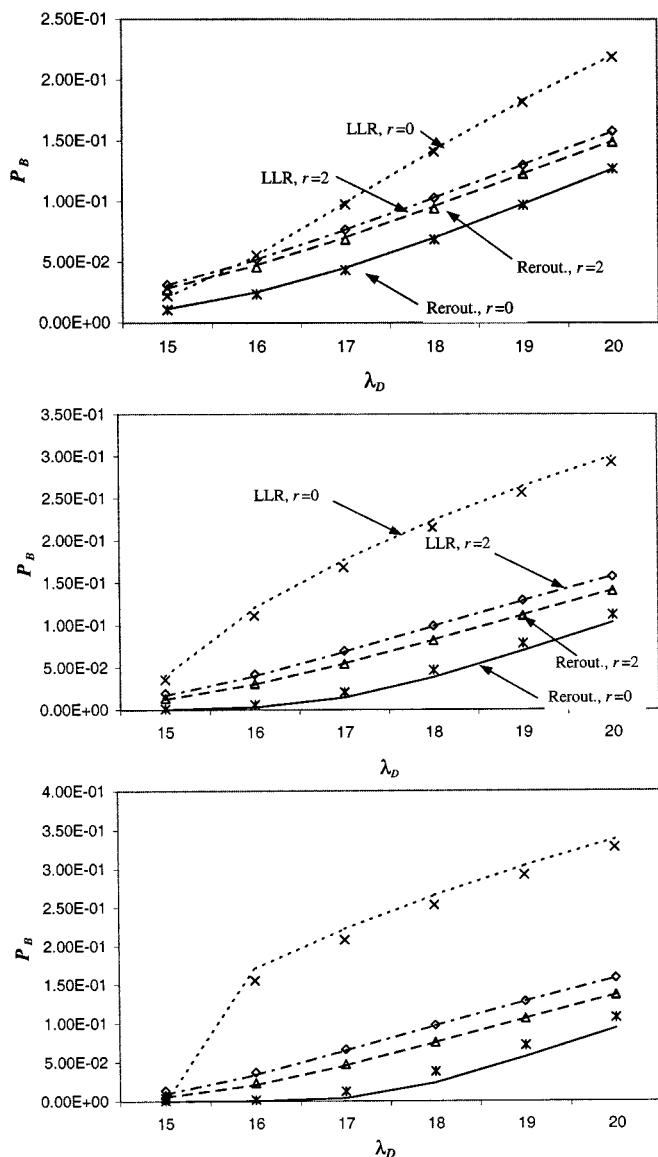 2.50E-01
2.00E-01
1.50E-01
1.00E-01
5.00E-02
0.00E+00
P_B
LLR, r=0
LLR, r=2
Rerout., r=2
Rerout., r=0
15 16 17 18 19 20
λ_D
3.50E-01
3.00E-01
2.50E-01
2.00E-01
1.50E-01
1.00E-01
5.00E-02
0.00E+00
P_B
LLR, r=0
LLR, r=2
Rerout., r=2
Rerout., r=0
15 16 17 18 19 20
λ_D
4.00E-01
3.50E-01
3.00E-01
2.50E-01
2.00E-01
1.50E-01
1.00E-01
5.00E-02
0.00E+00
P_B
15 16 17 18 19 20
λ_D